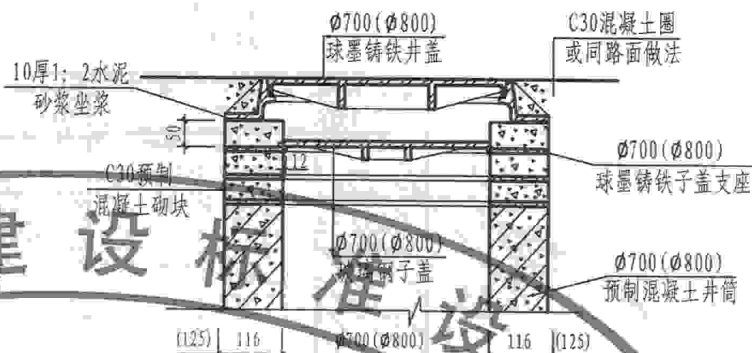 Ø700(Ø800)
球墨铸铁井盖
C30混凝土圈
或同路面做法
10厚1:2水泥
砂浆坐浆
50
12
Ø700(Ø800)
球墨铸铁子盖支座
C30预制
混凝土砌块
Ø700(Ø800)
钢子盖
Ø700(Ø800)
预制混凝土井筒
建设标准设
(125) 116 Ø700(Ø800) 116 (125)